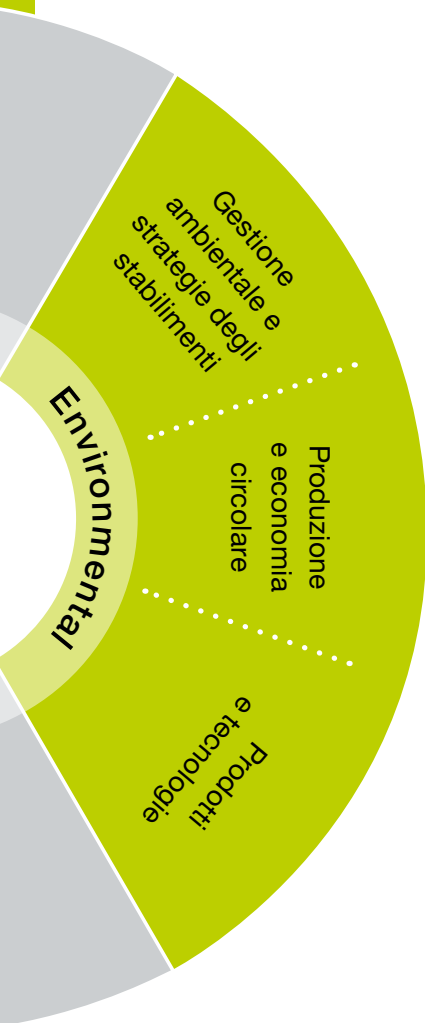 Gestione
ambientale e
strategie degli
stabilimenti
Environmental
Produzione
e economia
circolare
Prodotti
e tecnologie